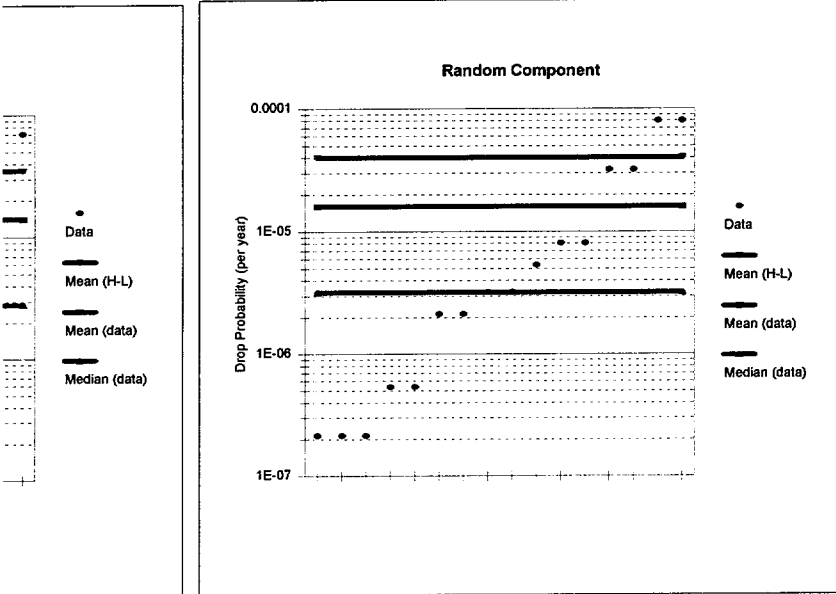 Data
Mean (H-L)
Mean (data)
Median (data)
Random Component
Drop Probability (per year)
0.0001
1E-05
1E-06
1E-07
Data
Mean (H-L)
Mean (data)
Median (data)